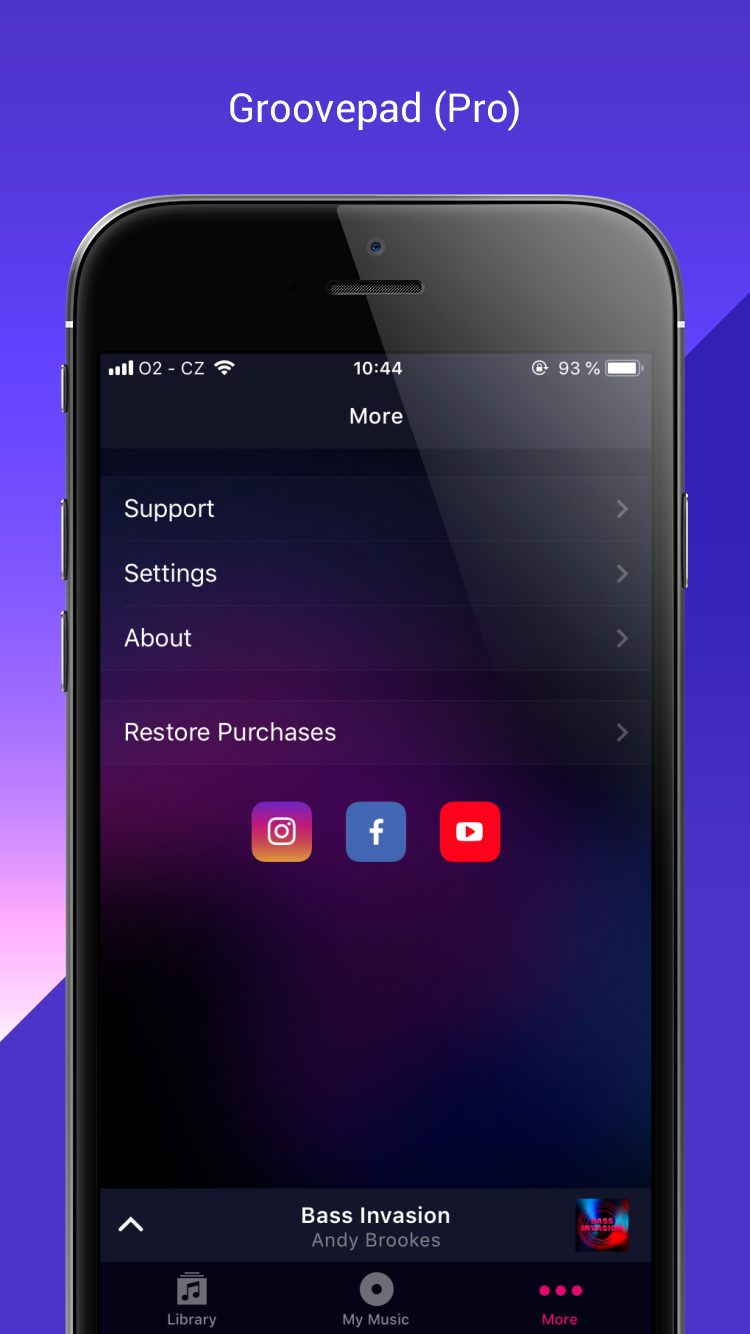 Groovepad (Pro)
O2 - CZ 10:44 93 %
More
Support
Settings
About
Restore Purchases
Bass Invasion
Andy Brookes
BASS
INVASION
Library My Music More